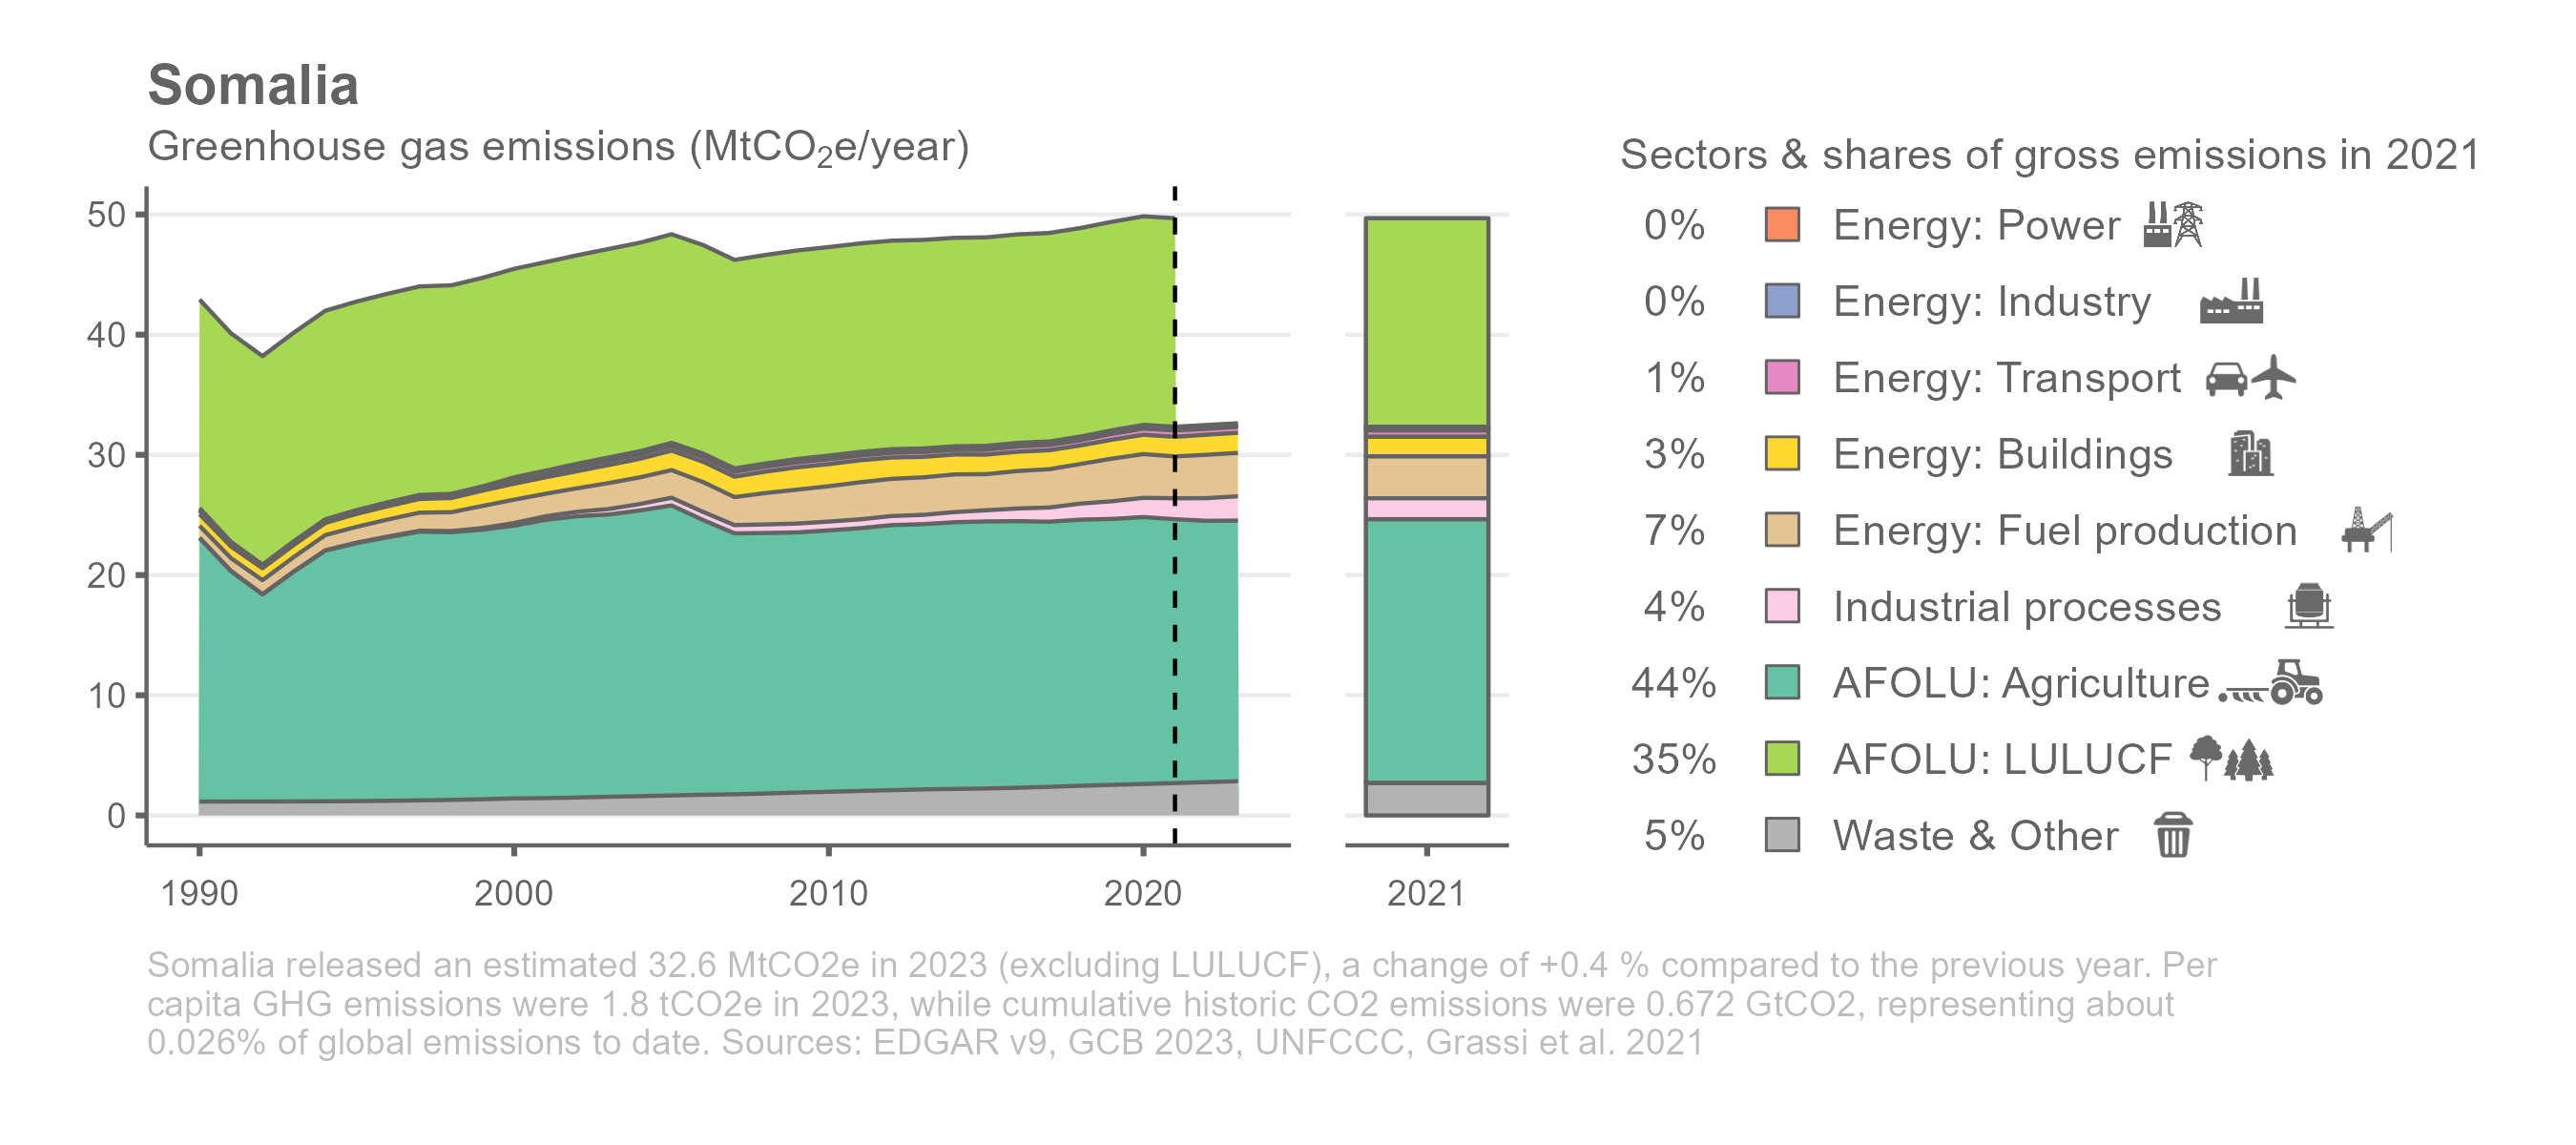 Somalia
Greenhouse gas emissions (MtCO₂e/year)
50
40
30
20
10
0
1990
2000
2010
2020
2021
Sectors & shares of gross emissions in 2021
0% Energy: Power
0% Energy: Industry
1% Energy: Transport
3% Energy: Buildings
7% Energy: Fuel production
4% Industrial processes
44% AFOLU: Agriculture
35% AFOLU: LULUCF
5% Waste & Other
Somalia released an estimated 32.6 MtCO2e in 2023 (excluding LULUCF), a change of +0.4 % compared to the previous year. Per
capita GHG emissions were 1.8 tCO2e in 2023, while cumulative historic CO2 emissions were 0.672 GtCO2, representing about
0.026% of global emissions to date. Sources: EDGAR v9, GCB 2023, UNFCCC, Grassi et al. 2021